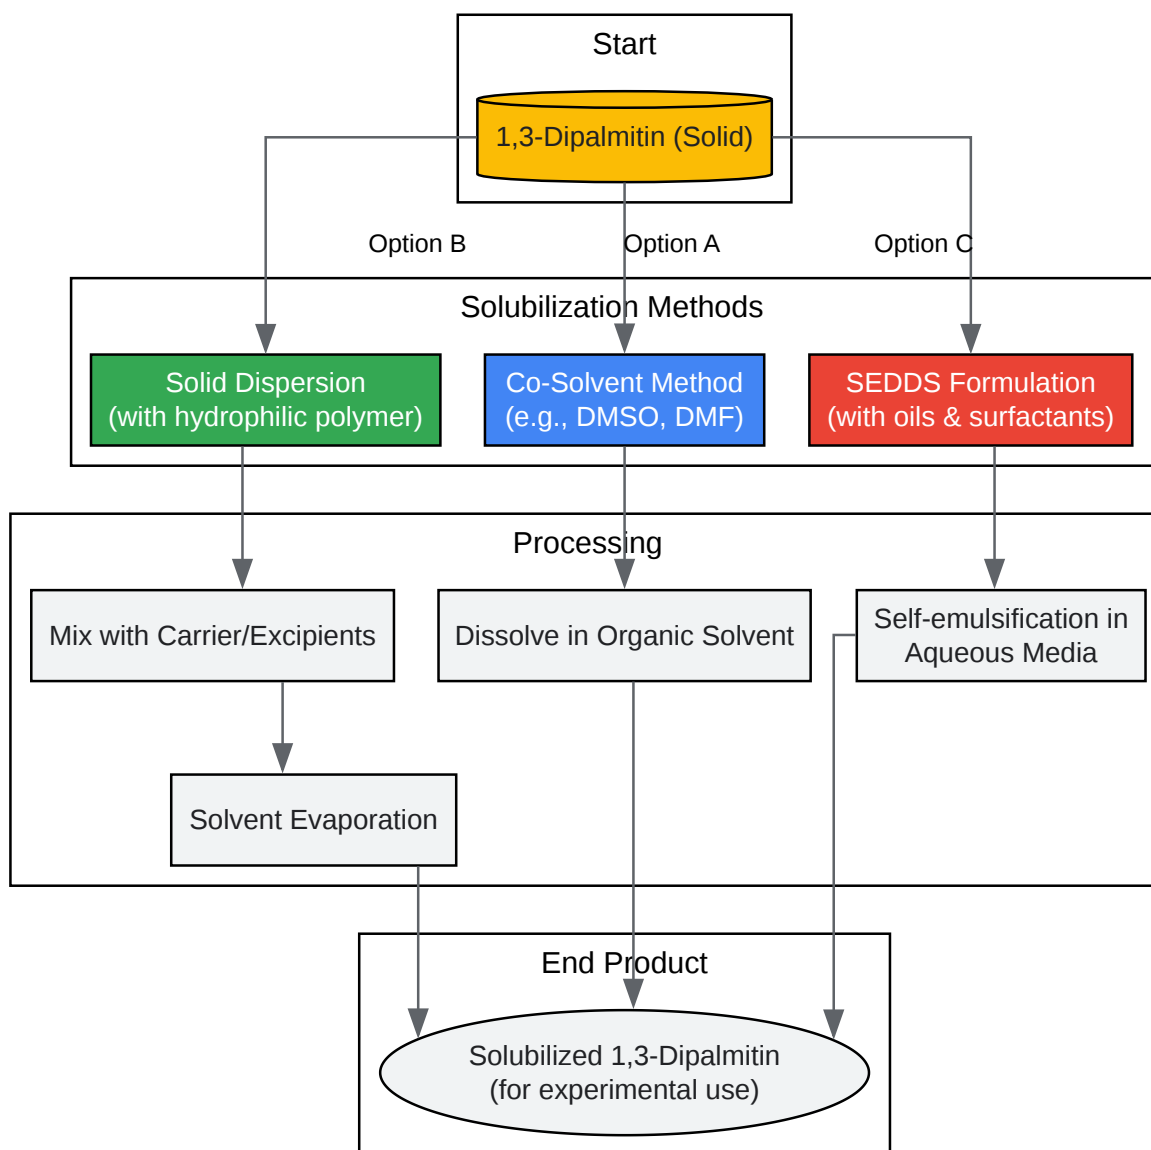 Start
1,3-Dipalmitin (Solid)
Option B
Option A
Option C
Solubilization Methods
Solid Dispersion
(with hydrophilic polymer)
Co-Solvent Method
(e.g., DMSO, DMF)
SEDDS Formulation
(with oils & surfactants)
Processing
Mix with Carrier/Excipients
Dissolve in Organic Solvent
Self-emulsification in
Aqueous Media
Solvent Evaporation
End Product
Solubilized 1,3-Dipalmitin
(for experimental use)